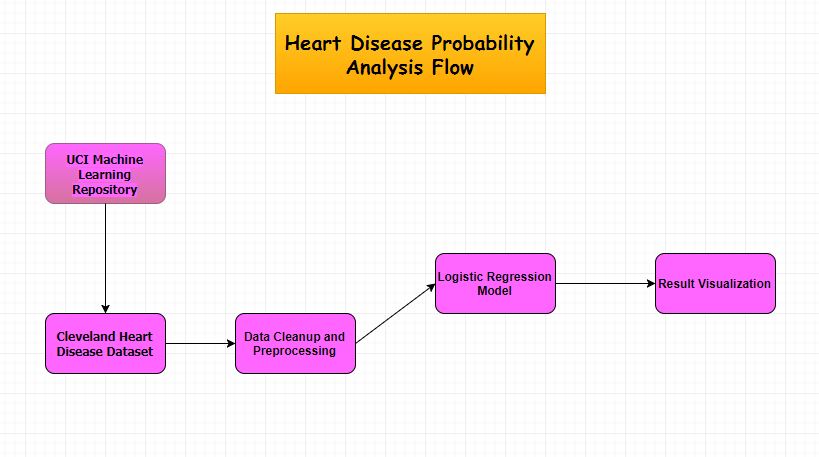 Heart Disease Probability
Analysis Flow
UCI Machine
Learning
Repository
Cleveland Heart
Disease Dataset
Data Cleanup and
Preprocessing
Logistic Regression
Model
Result Visualization